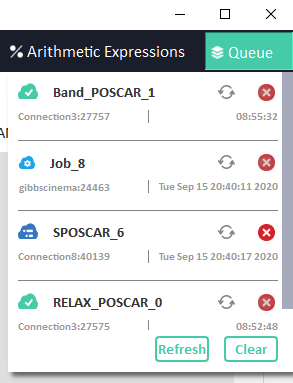 Arithmetic Expressions
Queue
Band_POSCAR_1
Connection3:27757
08:55:32
Job_8
gibbscinema:24463
Tue Sep 15 20:40:11 2020
SPOSCAR_6
Connection8:40139
Tue Sep 15 20:40:17 2020
RELAX_POSCAR_0
Connection3:27575
08:52:48
Refresh
Clear